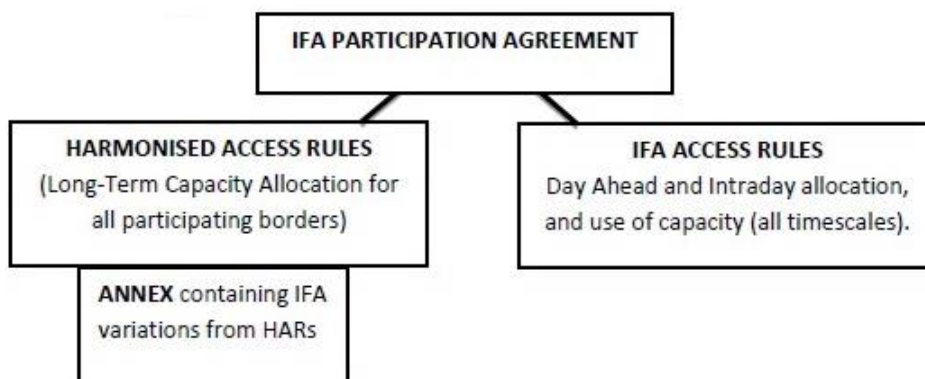 IFA PARTICIPATION AGREEMENT
HARMONISED ACCESS RULES
(Long-Term Capacity Allocation for
all participating borders)
IFA ACCESS RULES
Day Ahead and Intraday allocation,
and use of capacity (all timescales).
ANNEX containing IFA
variations from HARs